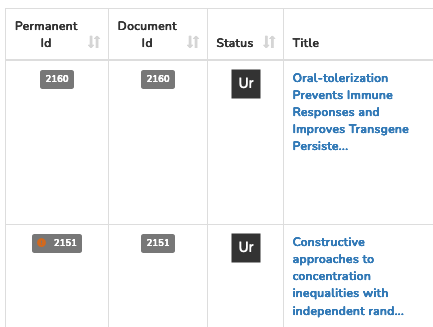 Permanent Id
Document Id
Status
Title
2160
2160
Ur
Oral-tolerization
Prevents Immune
Responses and
Improves Transgene
Persiste...
2151
2151
Ur
Constructive
approaches to
concentration
inequalities with
independent rand...